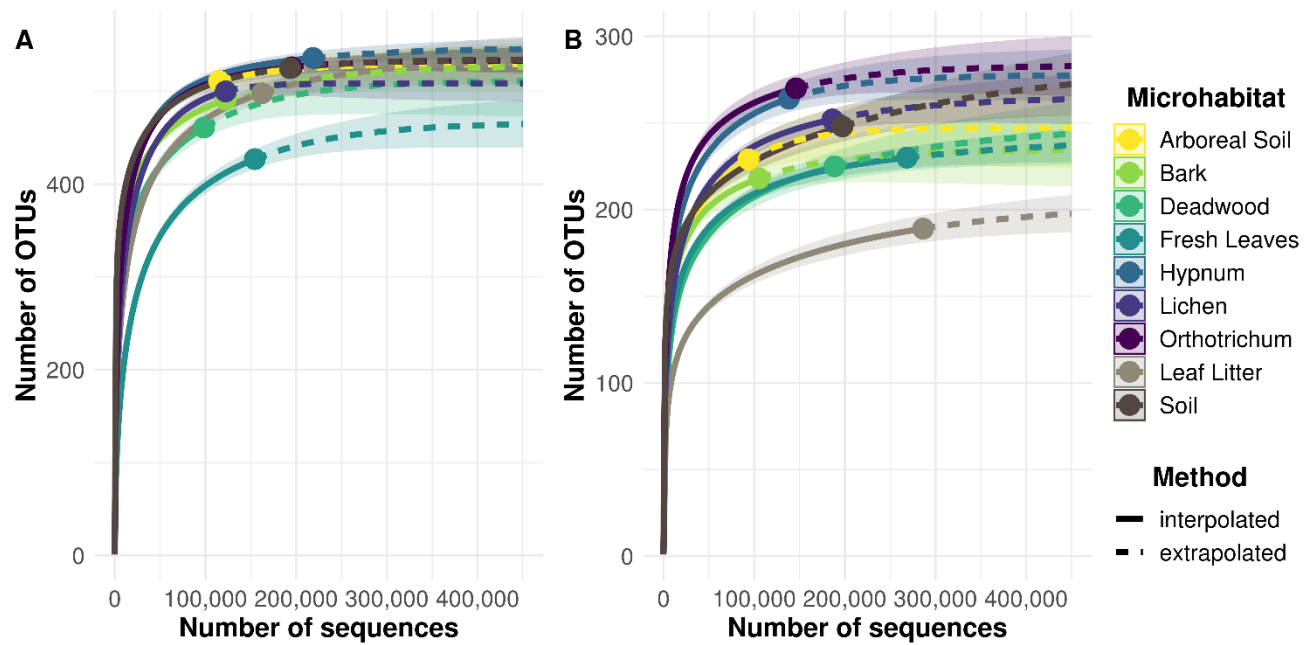 A
Number of OTUs
400
200
0
0
100,000
200,000
300,000
400,000
Number of sequences
B
Number of OTUs
300
200
100
0
0
100,000
200,000
300,000
400,000
Number of sequences
Microhabitat
Arboreal Soil
Bark
Deadwood
Fresh Leaves
Hypnum
Lichen
Orthotrichum
Leaf Litter
Soil
Method
interpolated
extrapolated